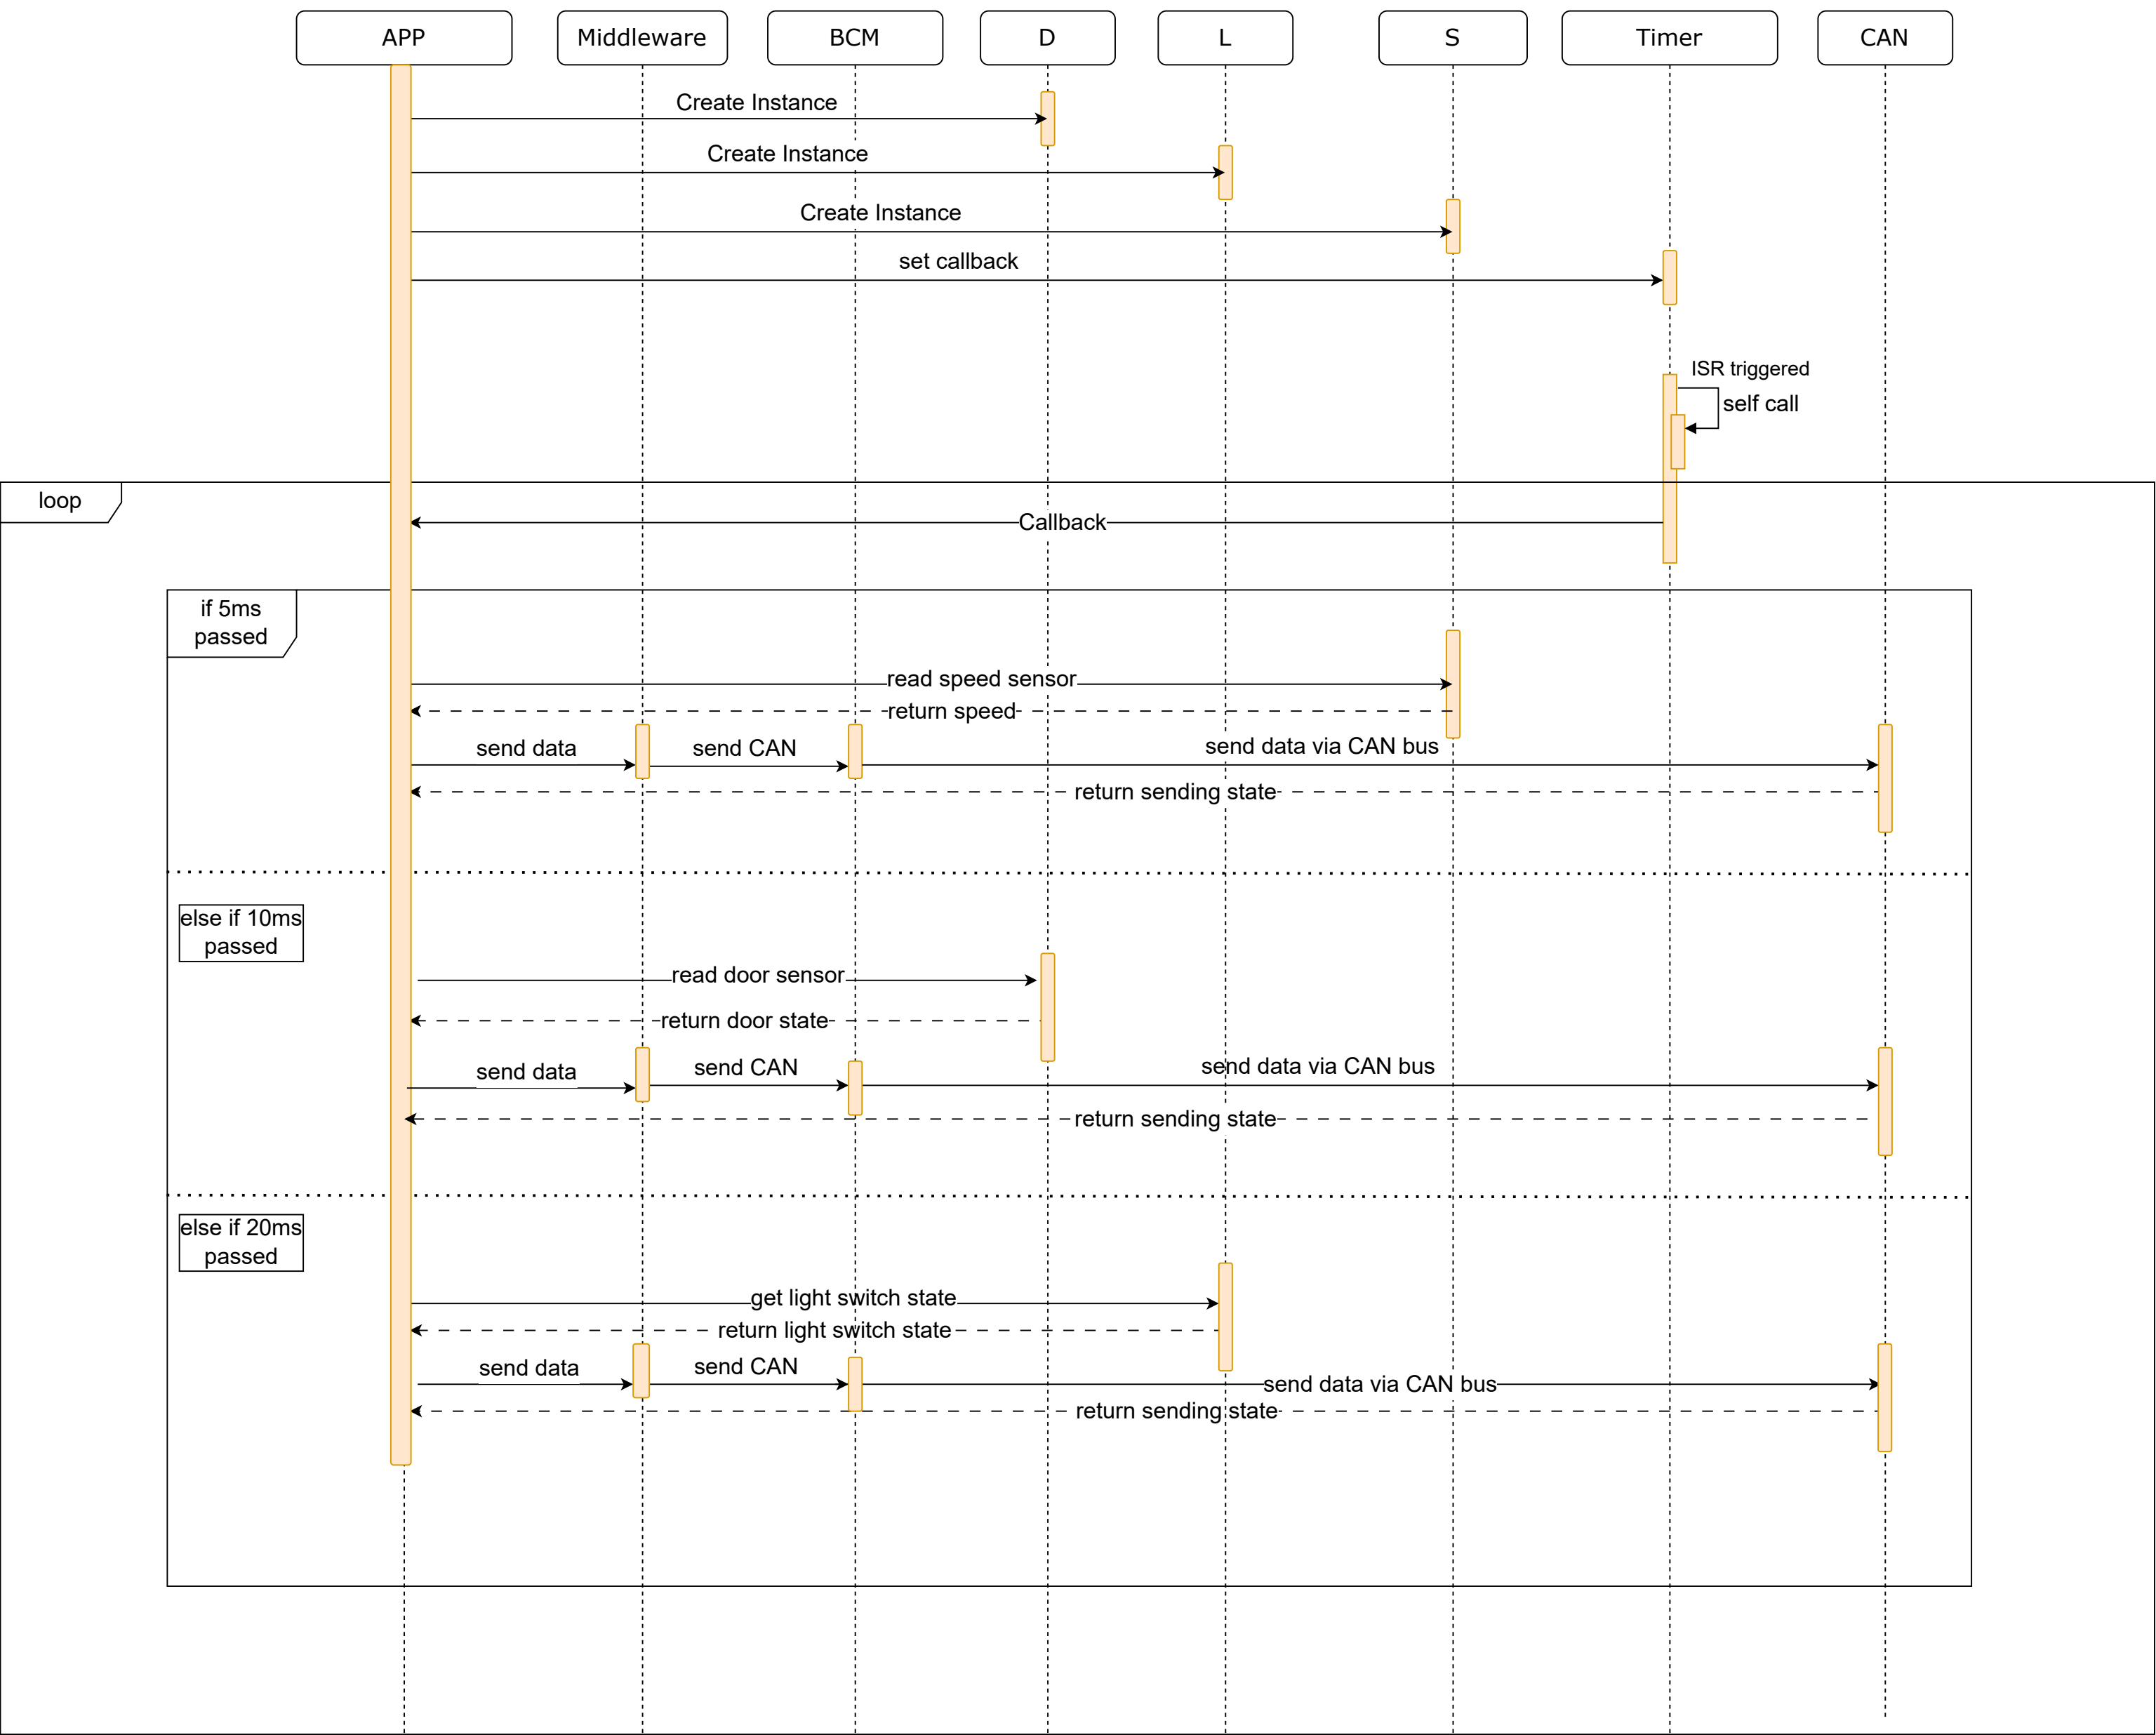 APP
Middleware
BCM
D
L
S
Timer
CAN
Create Instance
Create Instance
Create Instance
set callback
ISR triggered
self call
loop
Callback
if 5ms
passed
read speed sensor
return speed
send data
send CAN
send data via CAN bus
return sending state
else if 10ms
passed
read door sensor
return door state
send data
send CAN
send data via CAN bus
return sending state
else if 20ms
passed
get light switch state
return light switch state
send data
send CAN
send data via CAN bus
return sending state